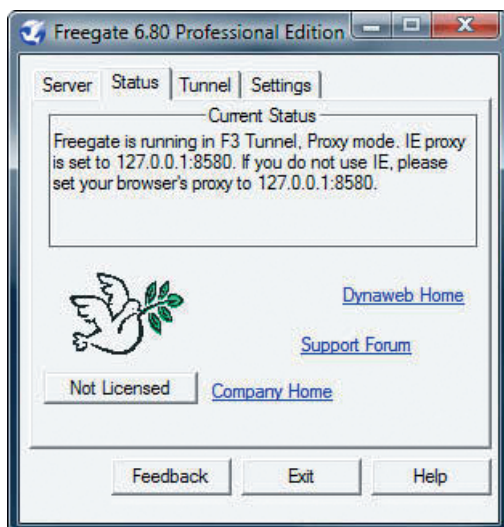 Freegate 6.80 Professional Edition
Server Status Tunnel Settings
Current Status
Freegate is running in F3 Tunnel, Proxy mode. IE proxy
is set to 127.0.0.1:8580. If you do not use IE, please
set your browser's proxy to 127.0.0.1:8580.
Dynaweb Home
Support Forum
Not Licensed Company Home
Feedback Exit Help